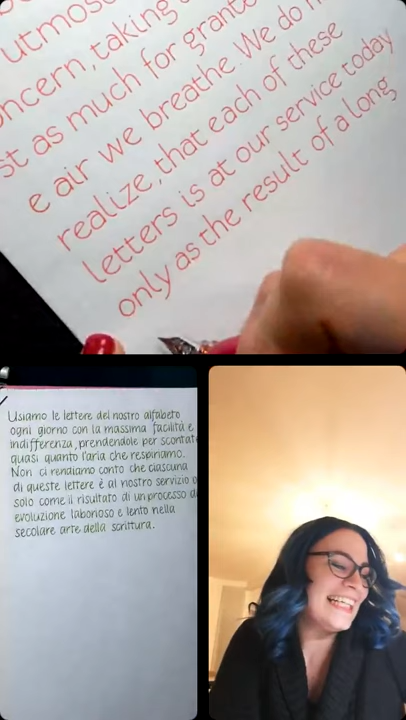 utmos
oncern, taking
st as much for grante
e air we breathe. We do n
realize, that each of these
letters is at our service today
only as the result of a long
Usiamo le lettere del nostro alfabeto
ogni giorno con la massima facilità e
indifferenza, prendendole per scontat
quasi quanto l'aria che respiriamo.
Non ci rendiamo conto che ciascuna
di queste lettere è al nostro servizio o
solo come il risultato di un processo di
evoluzione laborioso e lento nella
secolare arte della scrittura.